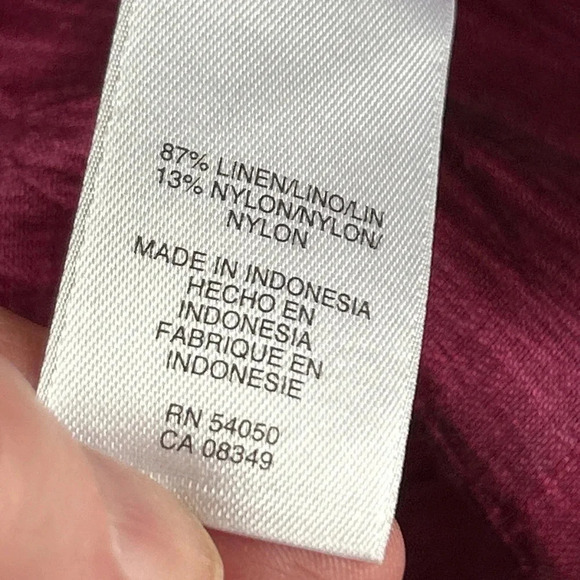 87% LINEN/LINO/LIN
13% NYLON/NYLON/
NYLON
MADE IN INDONESIA
HECHO EN
INDONESIA
FABRIQUE EN
INDONESIE
RN 54050
CA 08349